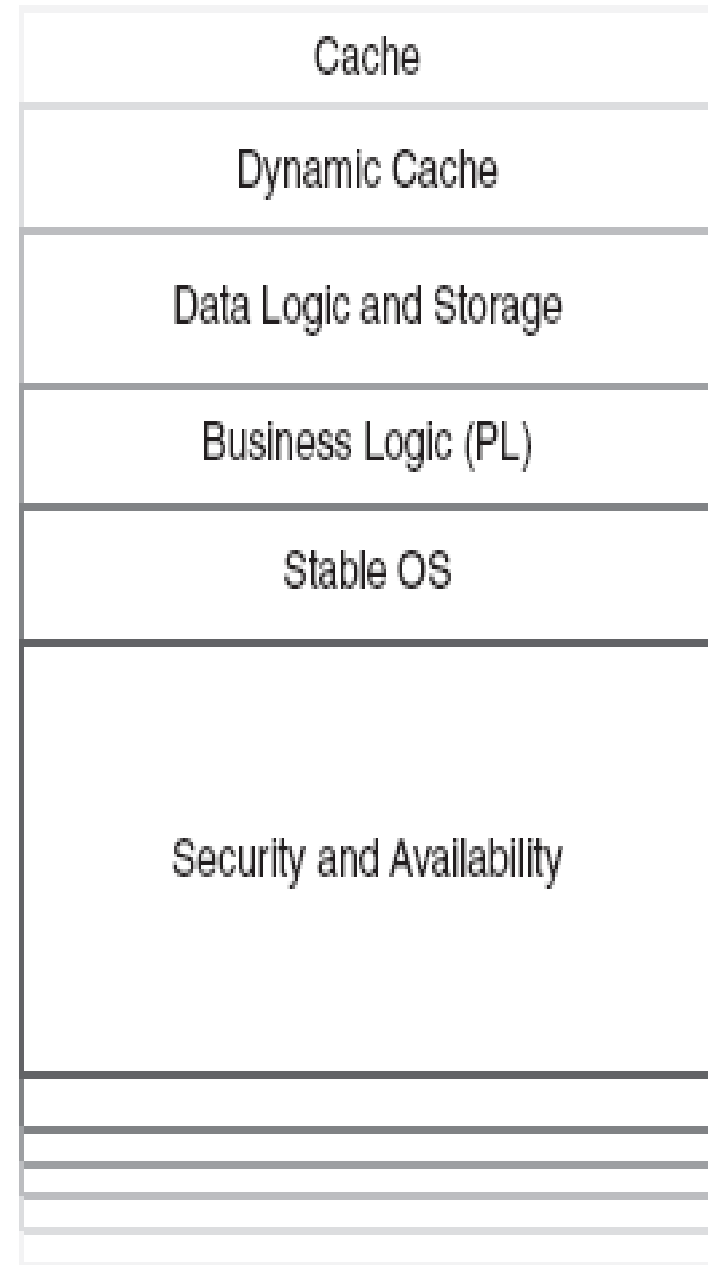 Cache
Dynamic Cache
Data Logic and Storage
Business Logic (PL)
Stable OS
Security and Availability